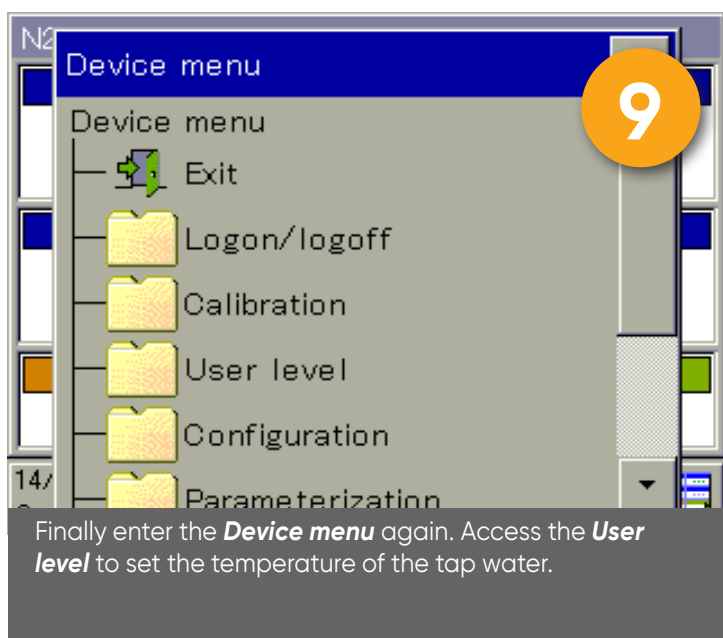 N2
Device menu
9
Device menu
Exit
Logon/logoff
Calibration
User level
Configuration
Parameterization
14/
Finally enter the Device menu again. Access the User
level to set the temperature of the tap water.